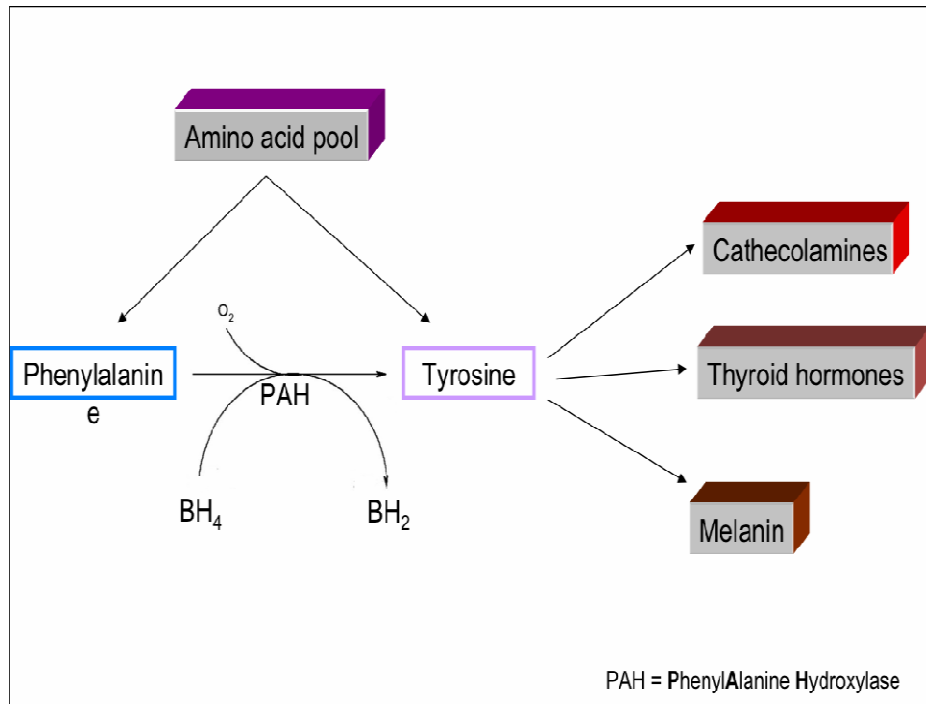 Amino acid pool
Cathecolamines
O₂
Phenylalanin
e
PAH
Tyrosine
Thyroid hormones
BH₄
BH₂
Melanin
PAH = PhenylAlanine Hydroxylase